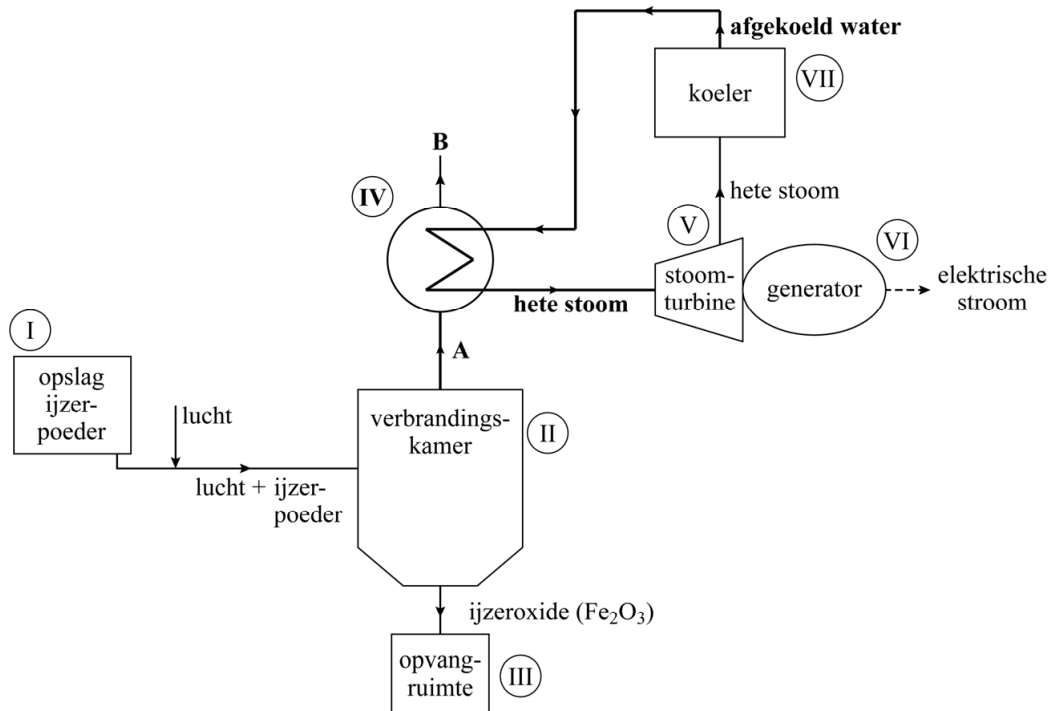 afgekoeld water
koeler
VII
B
IV
hete stoom
V
VI
stoom-
turbine
generator
elektrische
stroom
hete stoom
I
A
opslag
ijzer-
poeder
lucht
verbrandings-
kamer
II
lucht + ijzer-
poeder
ijzeroxide (Fe₂O₃)
opvang-
ruimte
III